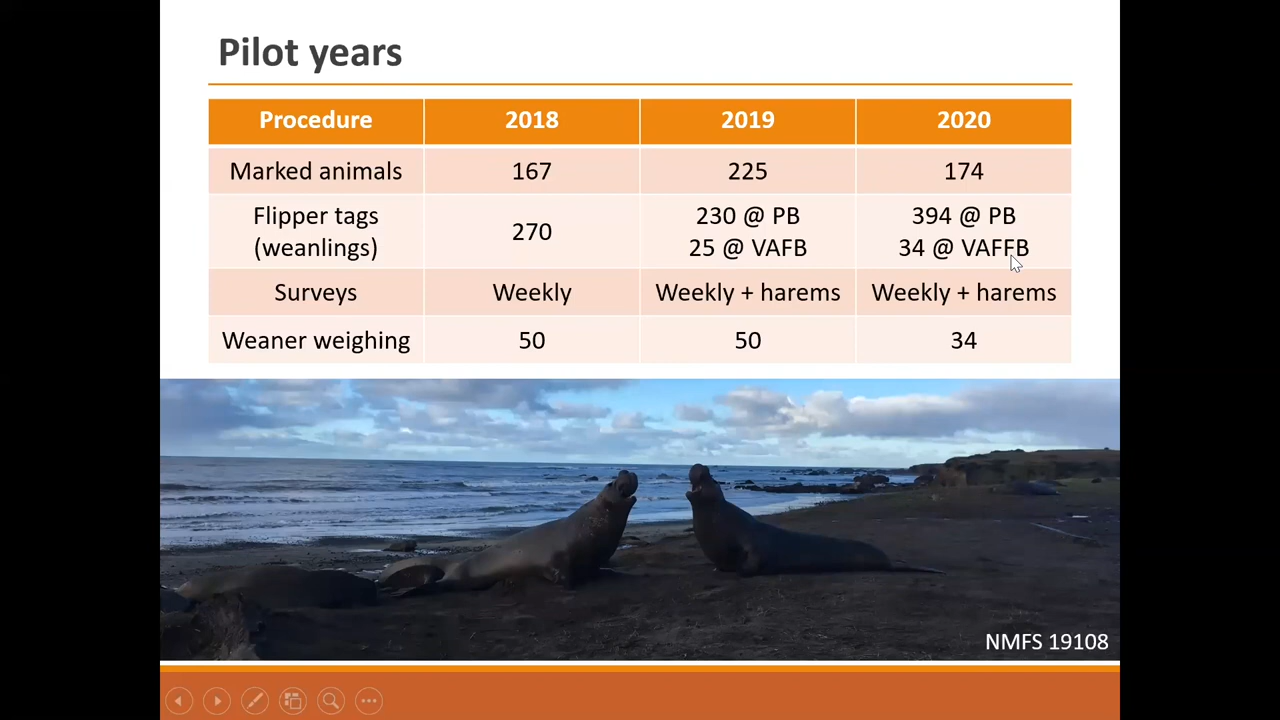 Pilot years
Procedure 2018 2019 2020
Marked animals 167 225 174
Flipper tags (weanlings) 270 230 @ PB 25 @ VAFB 394 @ PB 34 @ VAFFB
Surveys Weekly Weekly + harems Weekly + harems
Weaner weighing 50 50 34
NMFS 19108